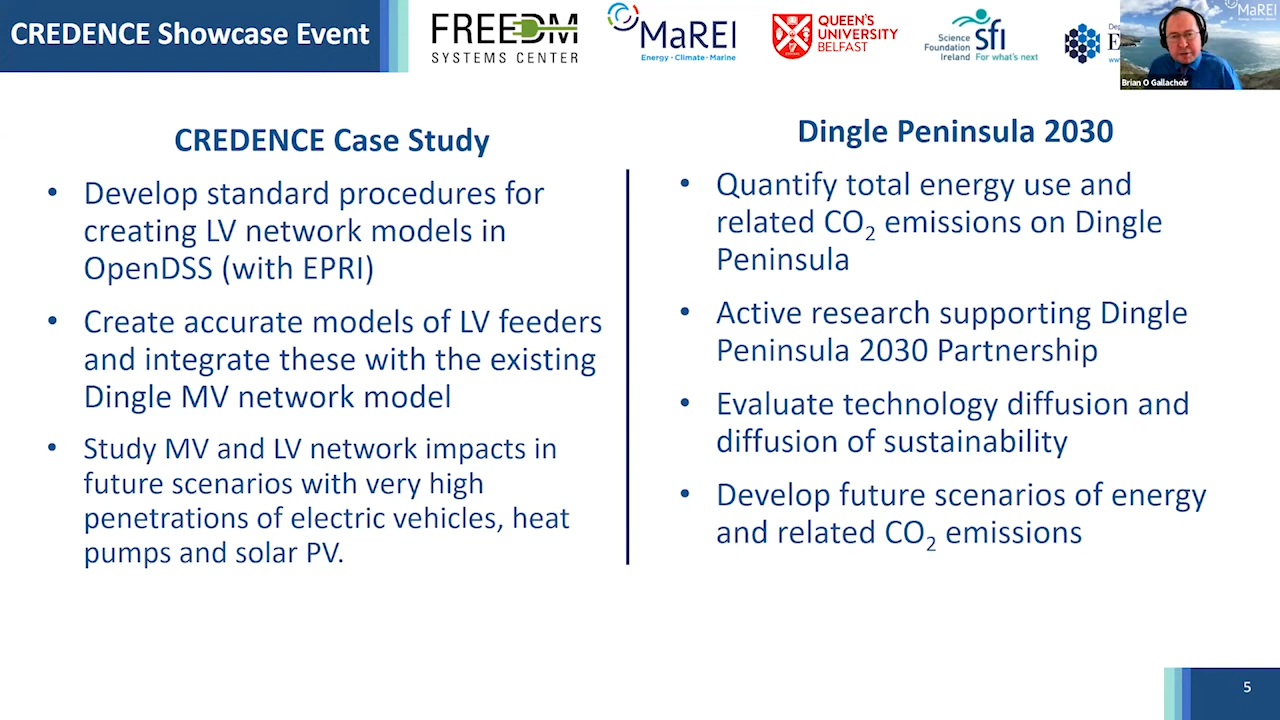 CREDENCE Showcase Event
FREEDM
SYSTEMS CENTER
MaREI
Energy · Climate · Marine
QUEEN'S
UNIVERSITY
BELFAST
Science
Foundation
Ireland
sfi
For what's next
MaREI
Brian O Gallachoir
CREDENCE Case Study
• Develop standard procedures for
creating LV network models in
OpenDSS (with EPRI)
• Create accurate models of LV feeders
and integrate these with the existing
Dingle MV network model
• Study MV and LV network impacts in
future scenarios with very high
penetrations of electric vehicles, heat
pumps and solar PV.
Dingle Peninsula 2030
• Quantify total energy use and
related CO2 emissions on Dingle
Peninsula
• Active research supporting Dingle
Peninsula 2030 Partnership
• Evaluate technology diffusion and
diffusion of sustainability
• Develop future scenarios of energy
and related CO2 emissions
5